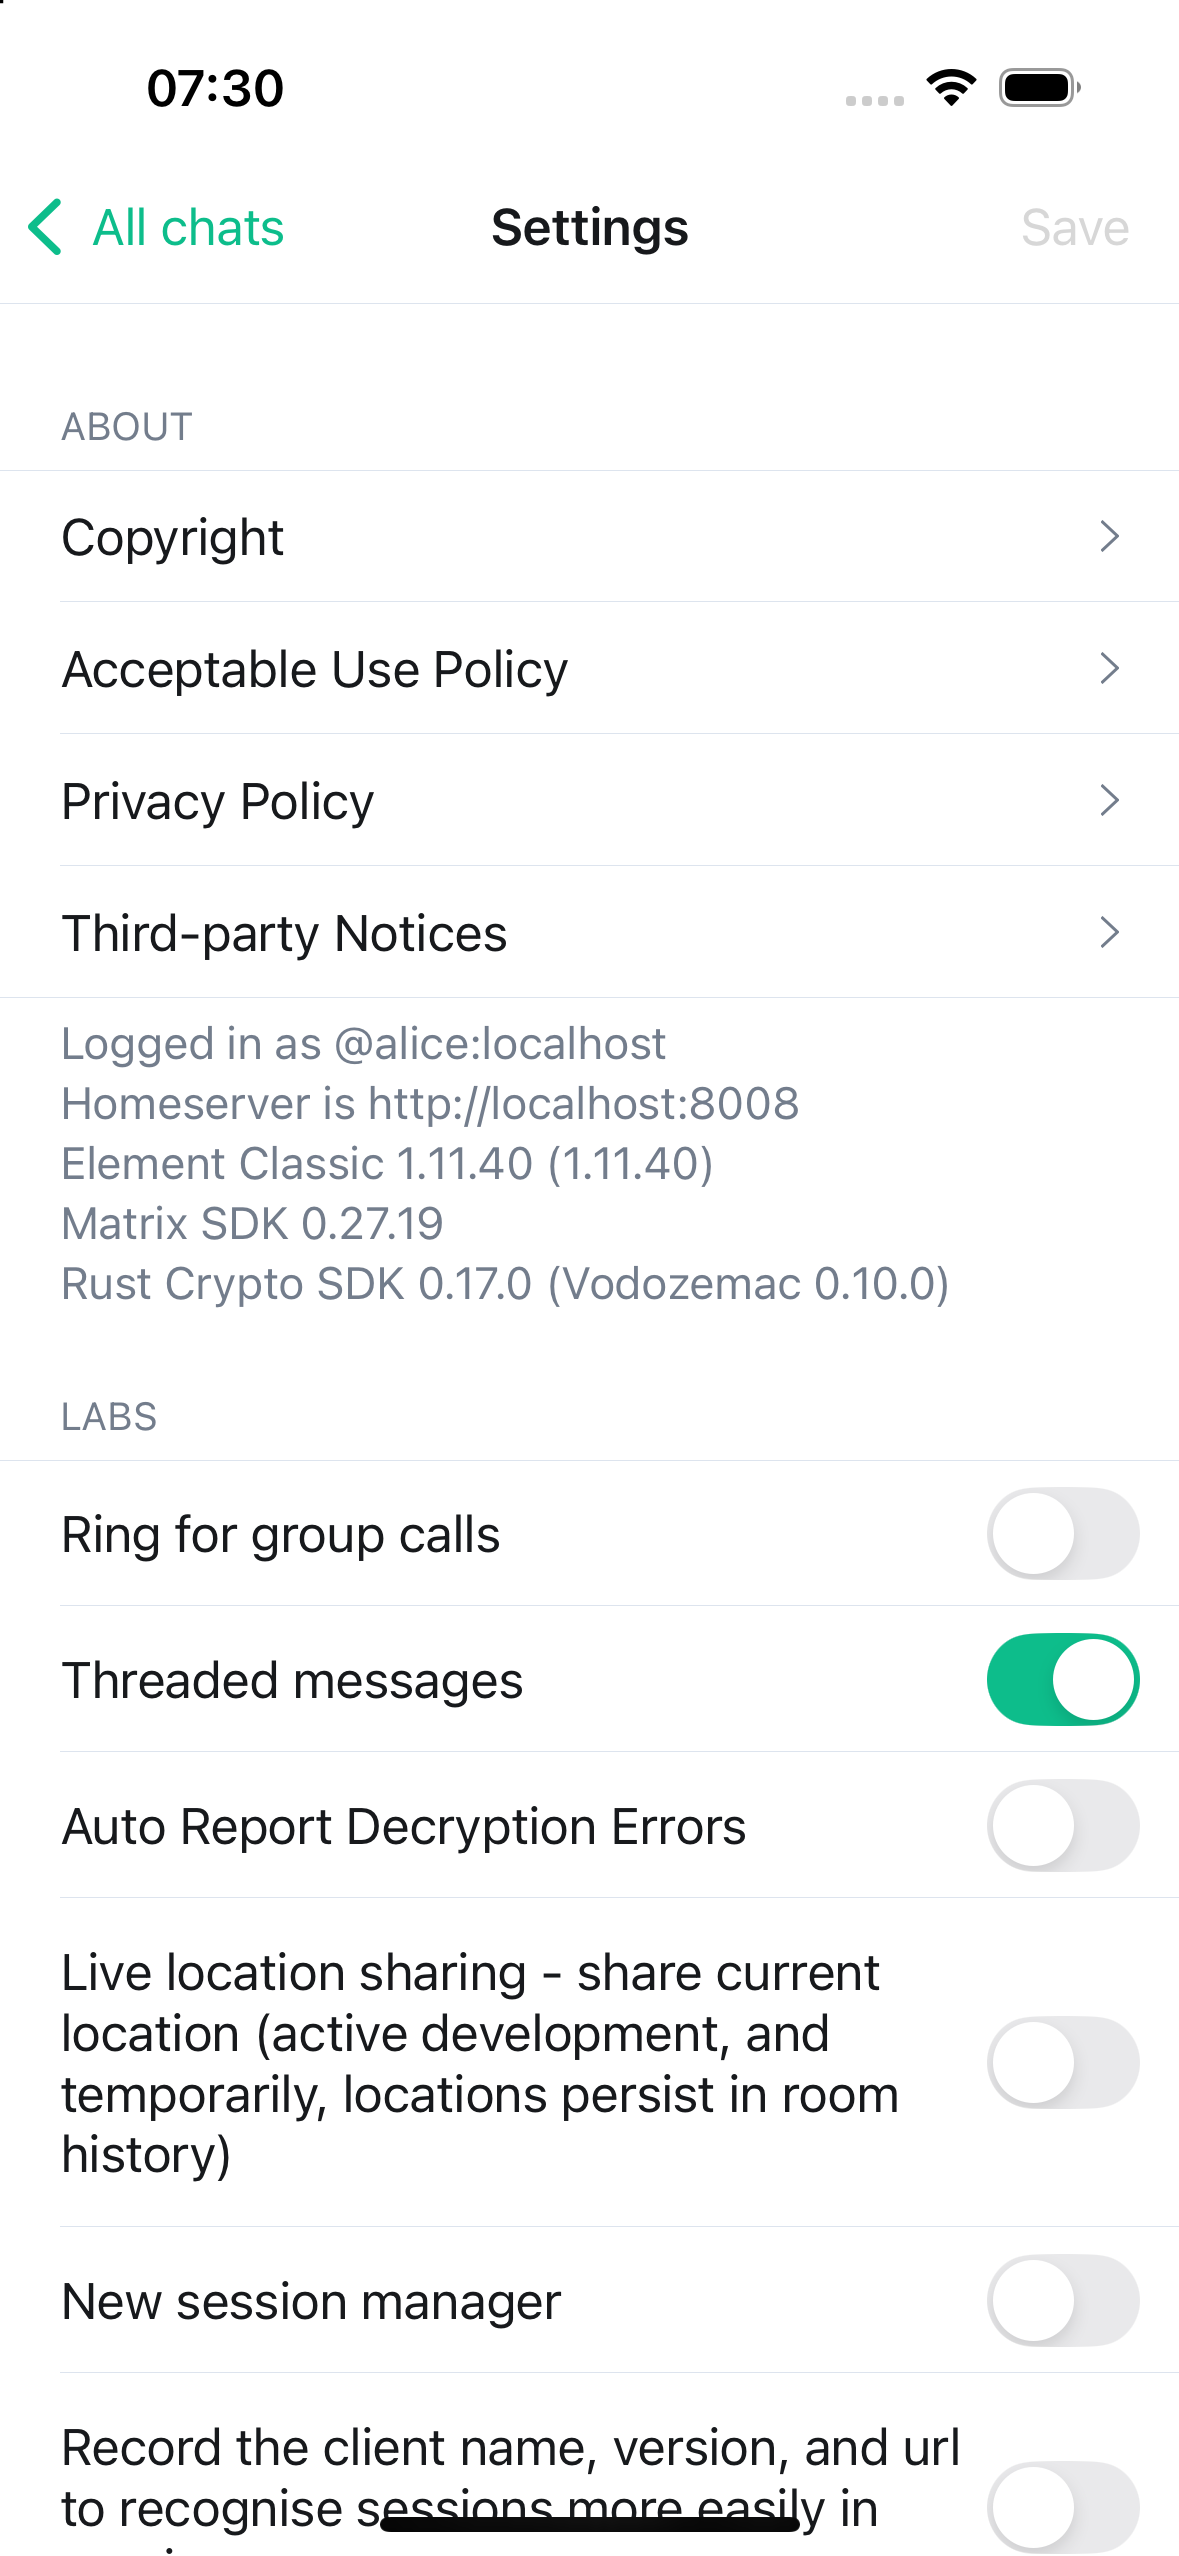 07:30
All chats
Settings
Save
ABOUT
Copyright
Acceptable Use Policy
Privacy Policy
Third-party Notices
Logged in as @alice:localhost
Homeserver is http://localhost:8008
Element Classic 1.11.40 (1.11.40)
Matrix SDK 0.27.19
Rust Crypto SDK 0.17.0 (Vodozemac 0.10.0)
LABS
Ring for group calls
Threaded messages
Auto Report Decryption Errors
Live location sharing - share current
location (active development, and
temporarily, locations persist in room
history)
New session manager
Record the client name, version, and url
to recognise sessions more easily in